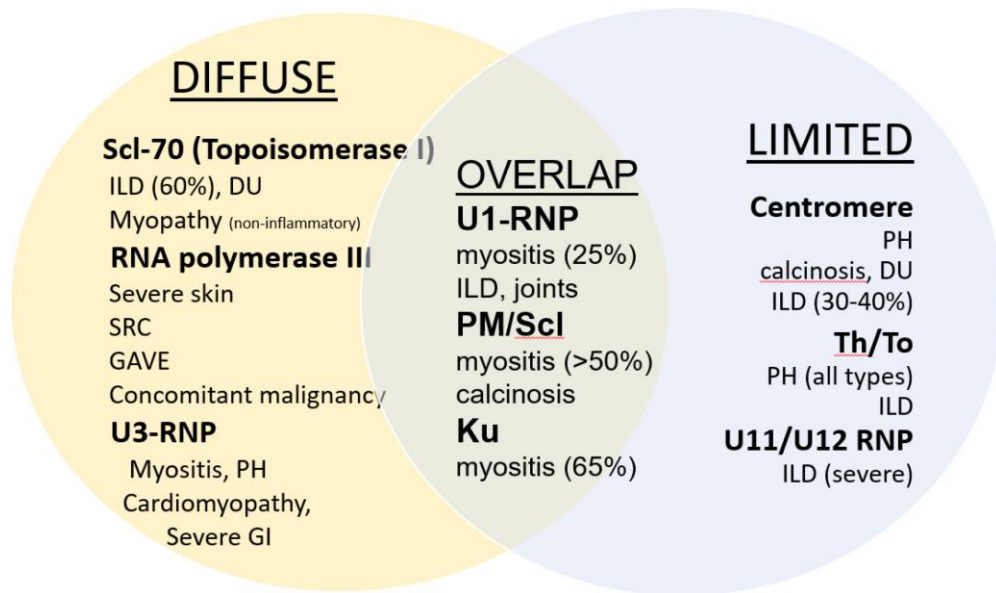 DIFFUSE
Scl-70 (Topoisomerase I)
ILD (60%), DU
Myopathy (non-inflammatory)
RNA polymerase III
Severe skin
SRC
GAVE
Concomitant malignancy
U3-RNP
Myositis, PH
Cardiomyopathy,
Severe GI
OVERLAP
U1-RNP
myositis (25%)
ILD, joints
PM/Scl
myositis (>50%)
calcinosis
Ku
myositis (65%)
LIMITED
Centromere
PH
calcinosis, DU
ILD (30-40%)
Th/To
PH (all types)
ILD
U11/U12 RNP
ILD (severe)